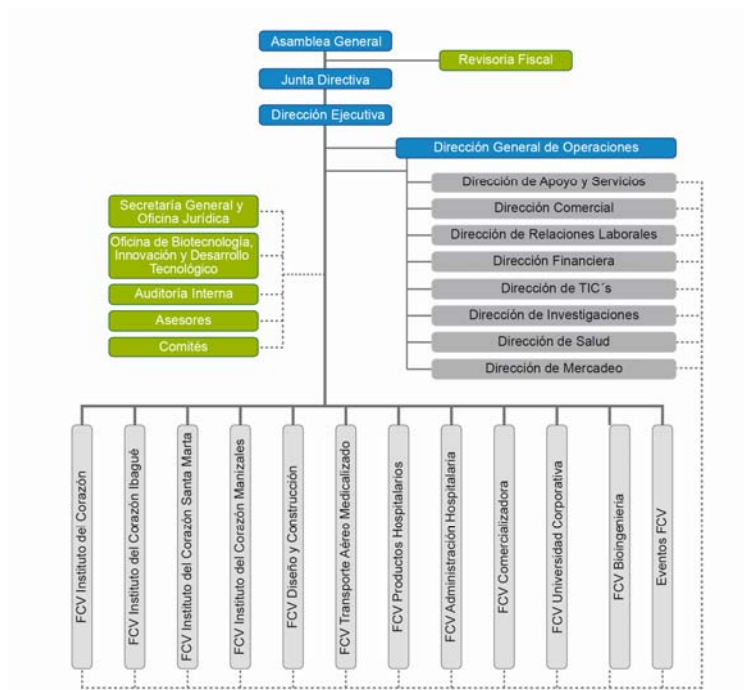 Asamblea General
Revisoria Fiscal
Junta Directiva
Dirección Ejecutiva
Dirección General de Operaciones
Dirección de Apoyo y Servicios
Dirección Comercial
Dirección de Relaciones Laborales
Dirección Financiera
Dirección de TIC´s
Dirección de Investigaciones
Dirección de Salud
Dirección de Mercadeo
Secretaría General y
Oficina Jurídica
Oficina de Biotecnología,
Innovación y Desarrollo
Tecnológico
Auditoría Interna
Asesores
Comités
FCV Instituto del Corazón
FCV Instituto del Corazón Ibagué
FCV Instituto del Corazón Santa Marta
FCV Instituto del Corazón Manizales
FCV Diseño y Construcción
FCV Transporte Aéreo Medicalizado
FCV Productos Hospitalarios
FCV Administración Hospitalaria
FCV Comercializadora
FCV Universidad Corporativa
FCV Bioingeniería
Eventos FCV